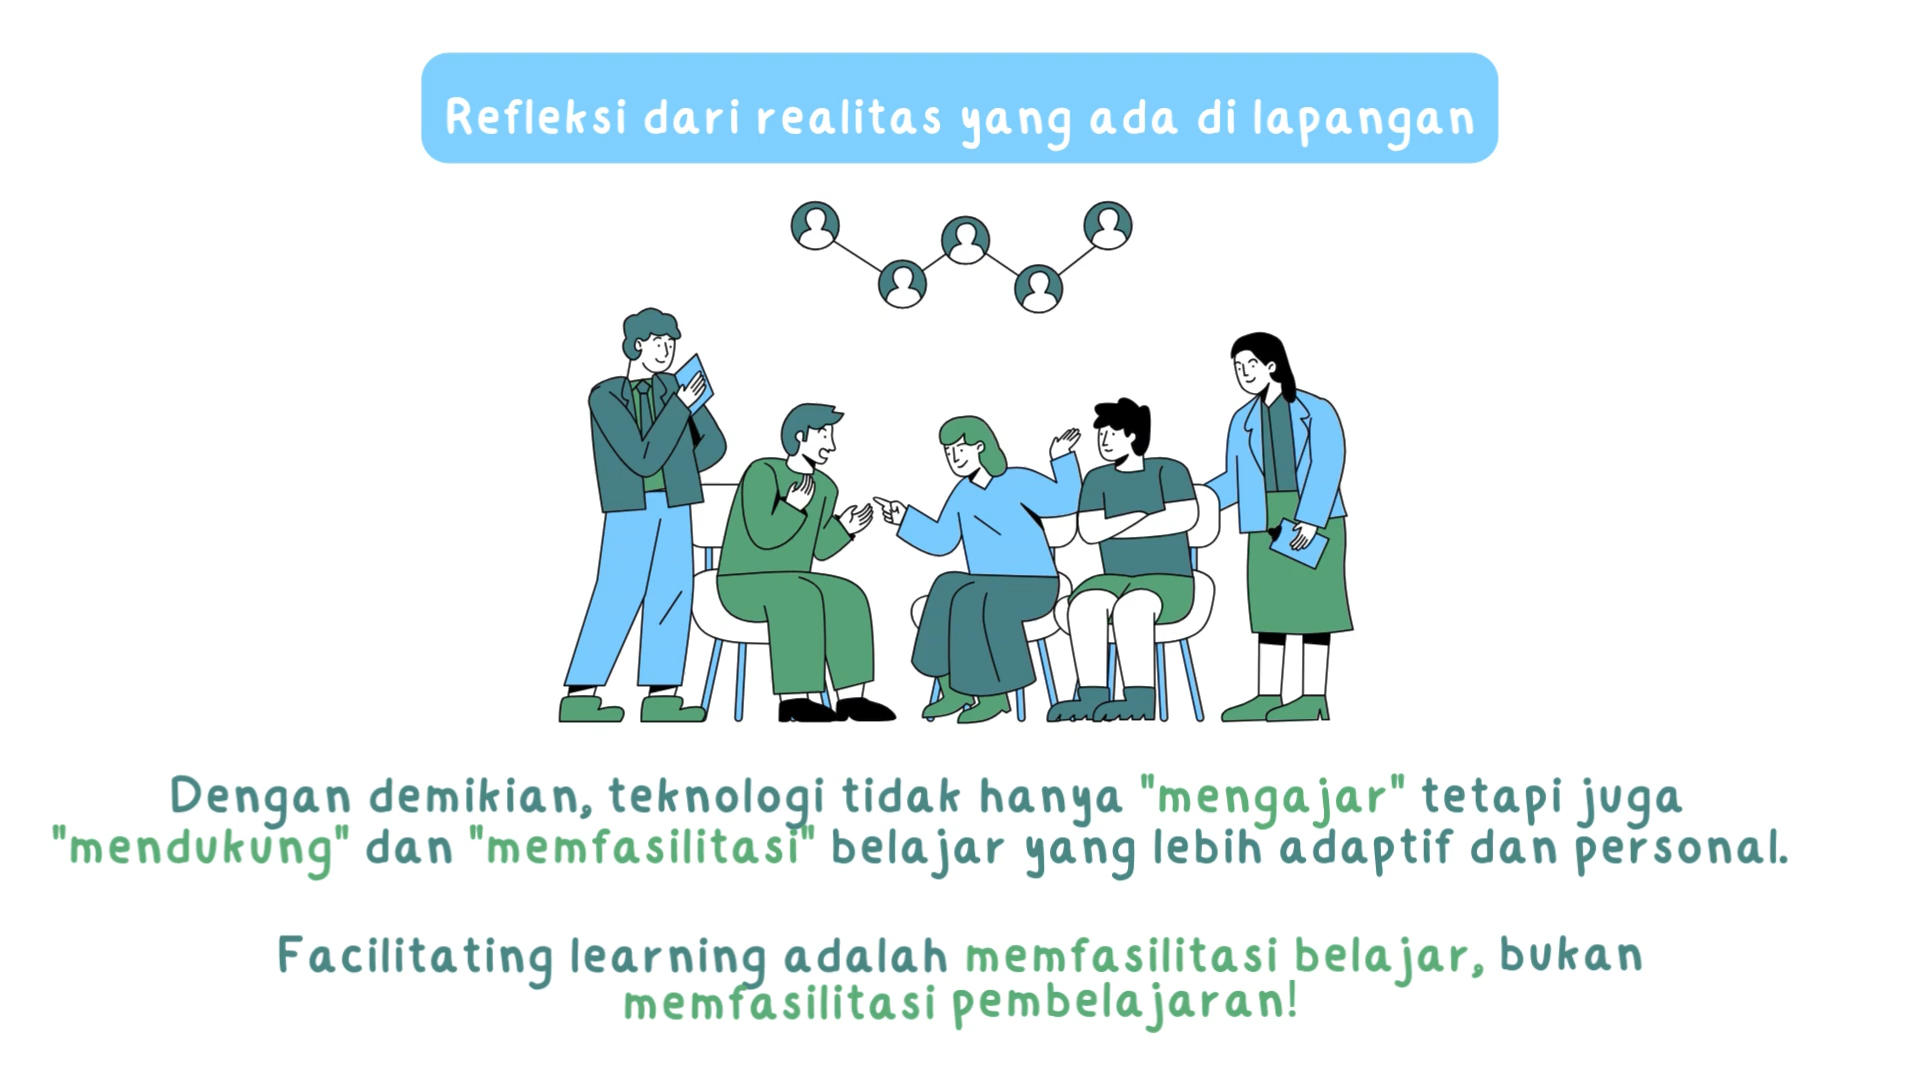 Refleksi dari realitas yang ada di lapangan
Dengan demikian, teknologi tidak hanya "mengajar" tetapi juga
"mendukung" dan "memfasilitasi" belajar yang lebih adaptif dan personal.
Facilitating learning adalah memfasilitasi belajar, bukan
memfasilitasi pembelajaran!